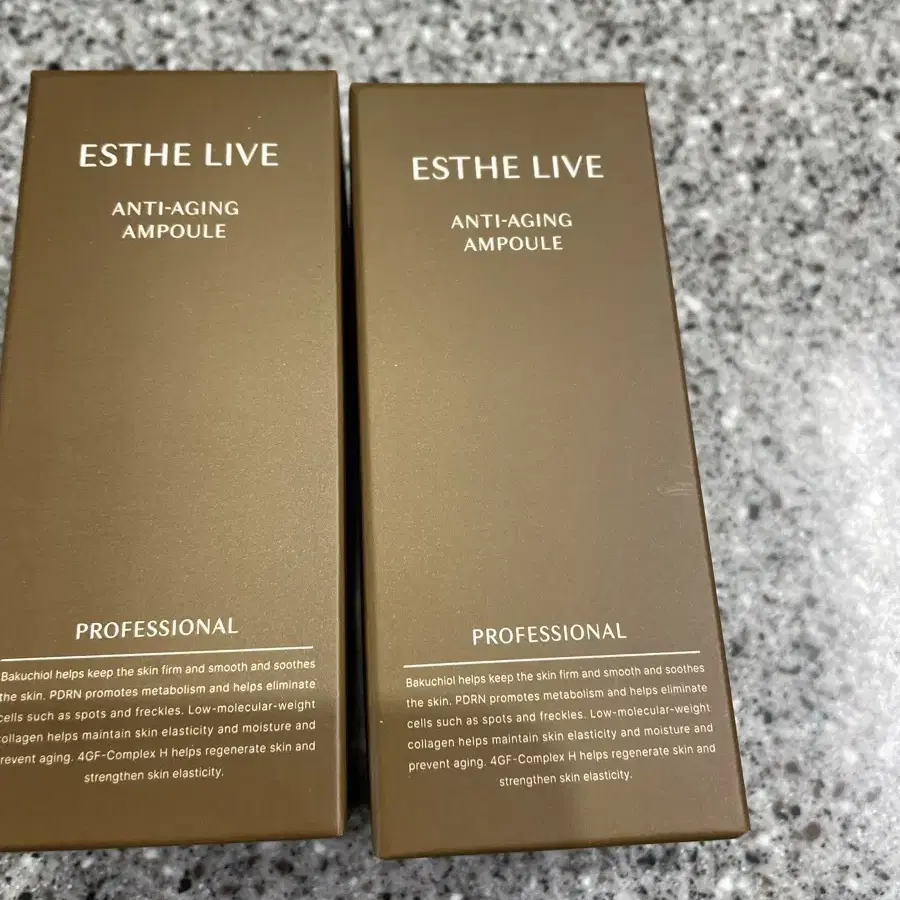 ESTHE LIVE
ANTI-AGING
AMPOULE
PROFESSIONAL
Bakuchiol helps keep the skin firm and smooth and soothes
the skin. PDRN promotes metabolism and helps eliminate
cells such as spots and freckles. Low-molecular-weight
collagen helps maintain skin elasticity and moisture and
prevent aging. 4GF-Complex H helps regenerate skin and
strengthen skin elasticity.
ESTHE LIVE
ANTI-AGING
AMPOULE
PROFESSIONAL
Bakuchiol helps keep the skin firm and smooth and soothes
the skin. PDRN promotes metabolism and helps eliminate
cells such as spots and freckles. Low-molecular-weight
collagen helps maintain skin elasticity and moisture and
prevent aging. 4GF-Complex H helps regenerate skin and
strengthen skin elasticity.